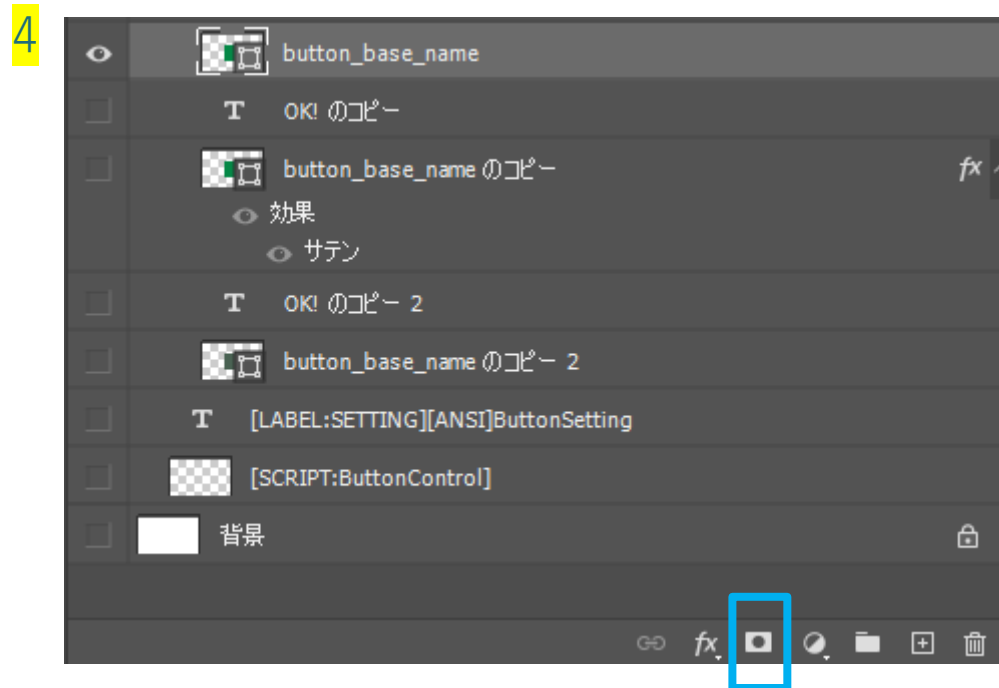 4
button_base_name
T OK! のコピー
button_base_name のコピー
fx
効果
サテン
T OK! のコピー 2
button_base_name のコピー 2
T [LABEL:SETTING][ANSI]ButtonSetting
[SCRIPT:ButtonControl]
背景
fx